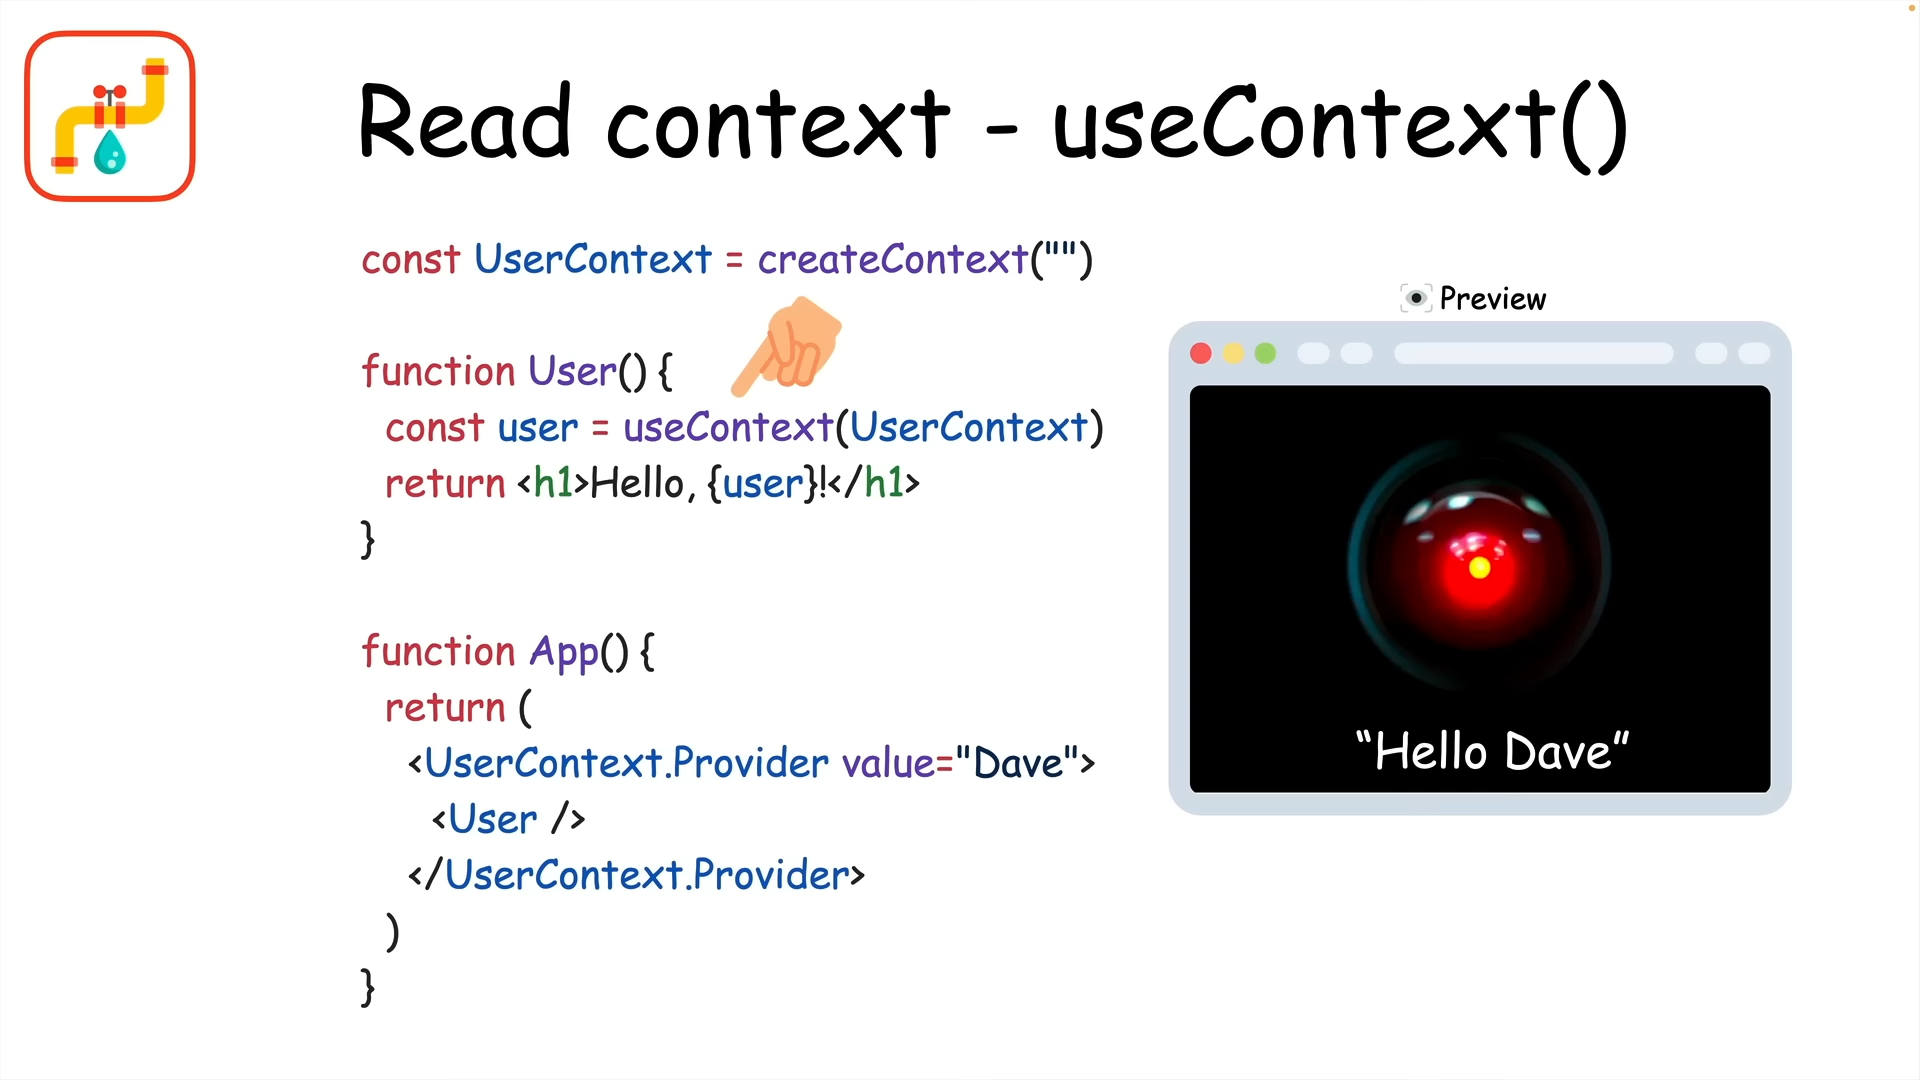 Read context - useContext()
const UserContext = createContext("")
function User() {
const user = useContext(UserContext)
return <h1>Hello, {user}!</h1>
}
function App() {
return (
<UserContext.Provider value="Dave">
<User />
</UserContext.Provider>
)
}
Preview
“Hello Dave”